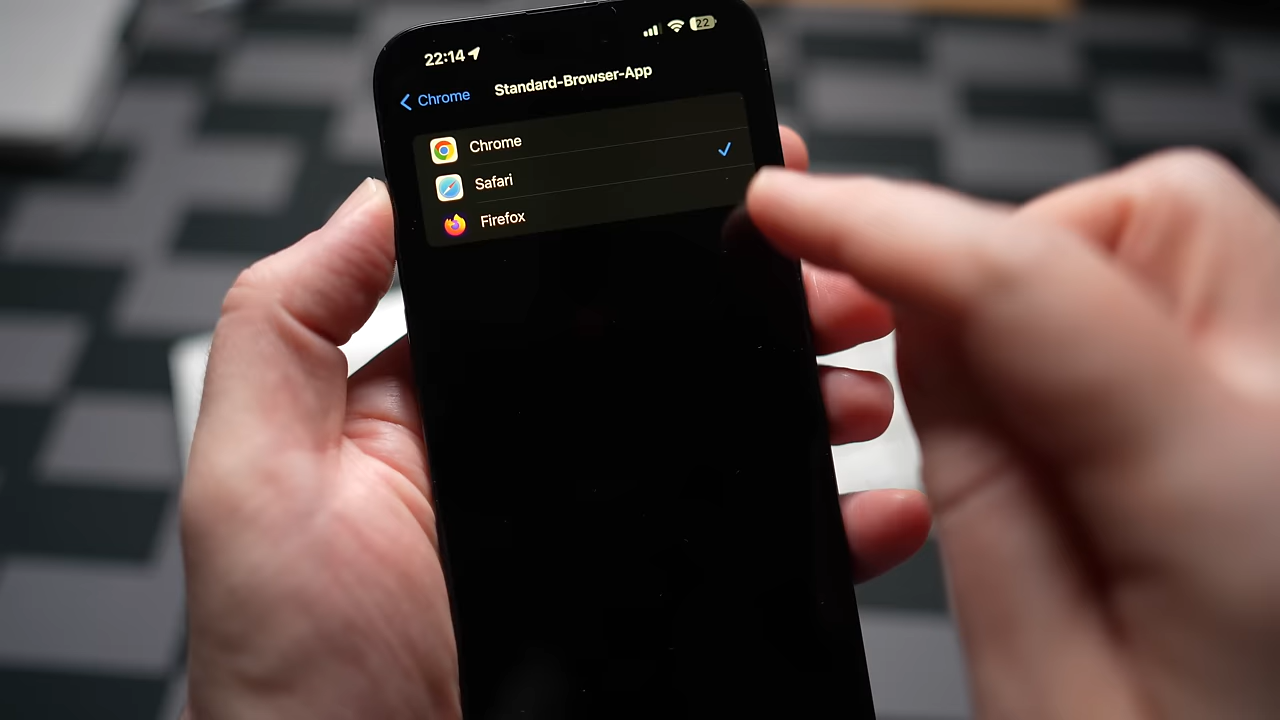 22:14
22
Chrome
Standard-Browser-App
Chrome
Safari
Firefox